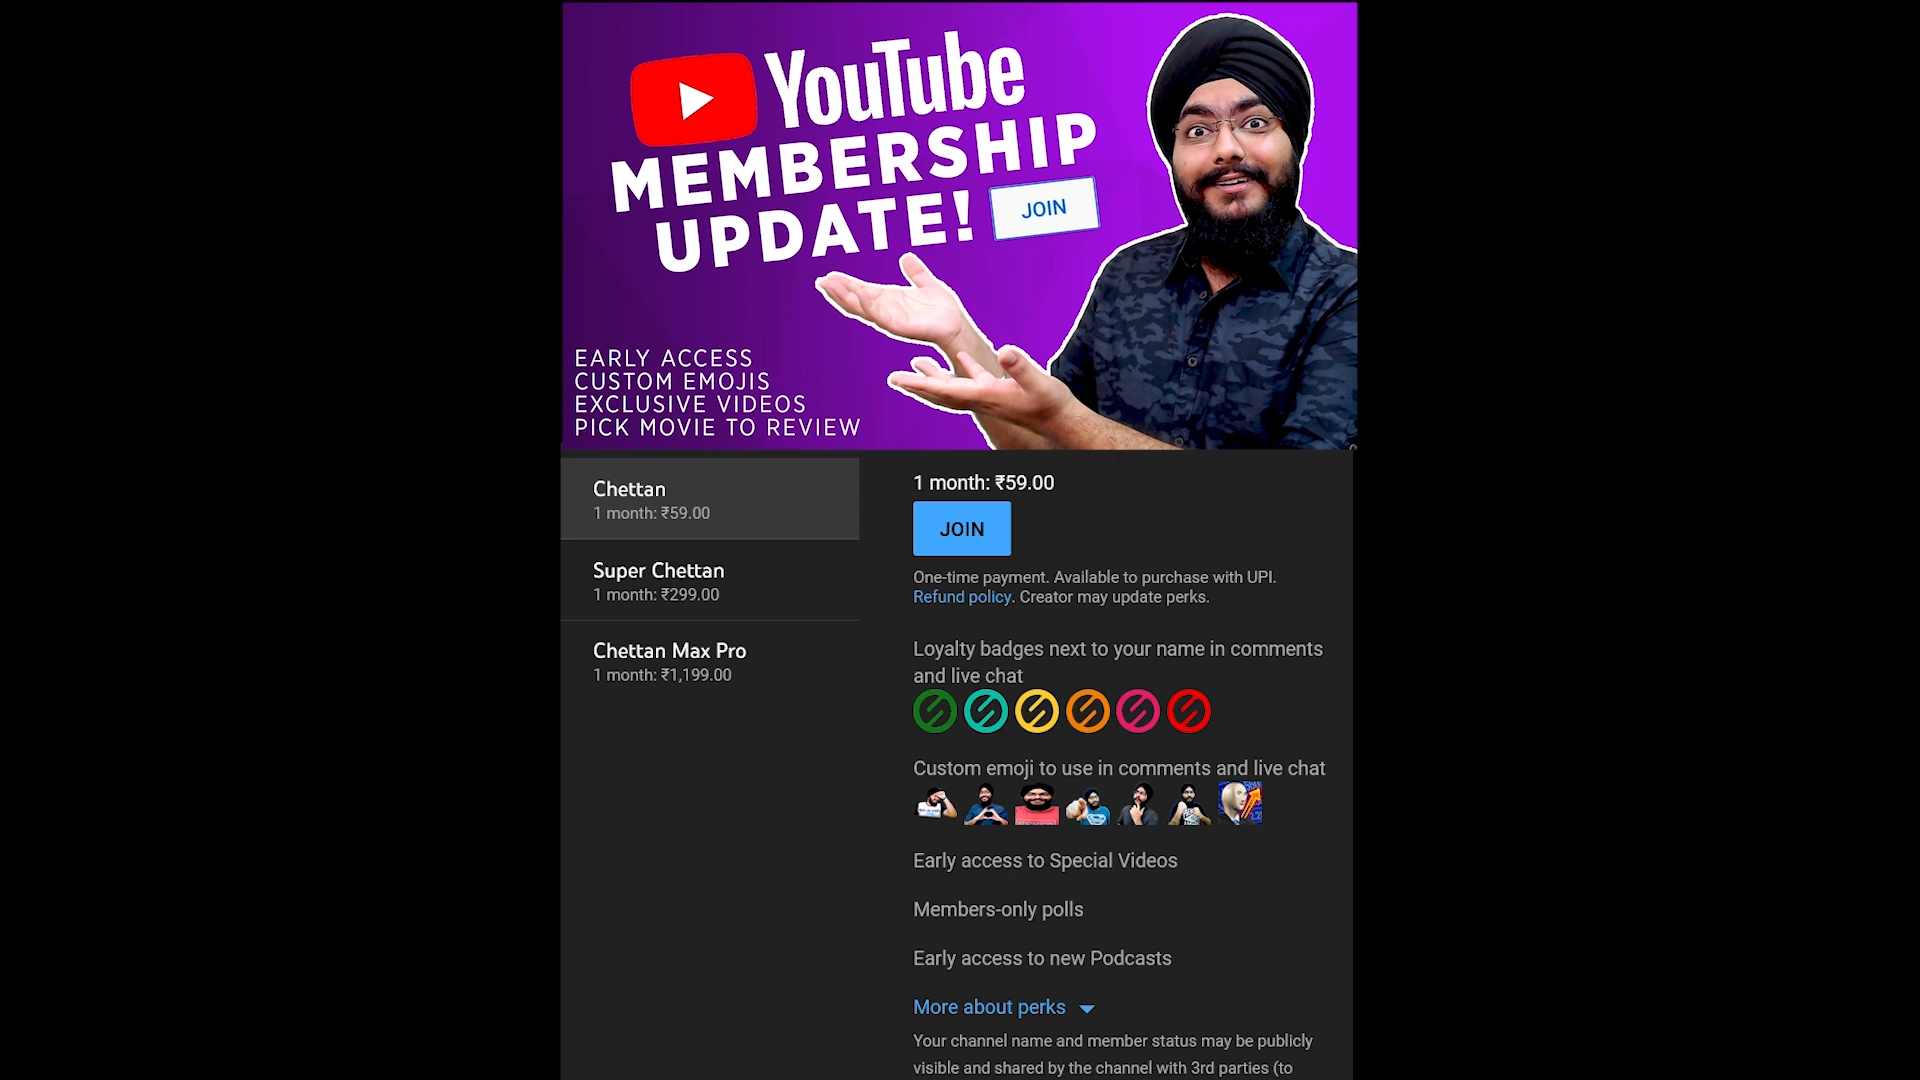 YouTube
MEMBERSHIP
UPDATE!
JOIN
EARLY ACCESS
CUSTOM EMOJIS
EXCLUSIVE VIDEOS
PICK MOVIE TO REVIEW
Chettan
1 month: ₹59.00
Super Chettan
1 month: ₹299.00
Chettan Max Pro
1 month: ₹1,199.00
1 month: ₹59.00
JOIN
One-time payment. Available to purchase with UPI.
Refund policy. Creator may update perks.
Loyalty badges next to your name in comments
and live chat
Custom emoji to use in comments and live chat
Early access to Special Videos
Members-only polls
Early access to new Podcasts
More about perks
Your channel name and member status may be publicly
visible and shared by the channel with 3rd parties (to